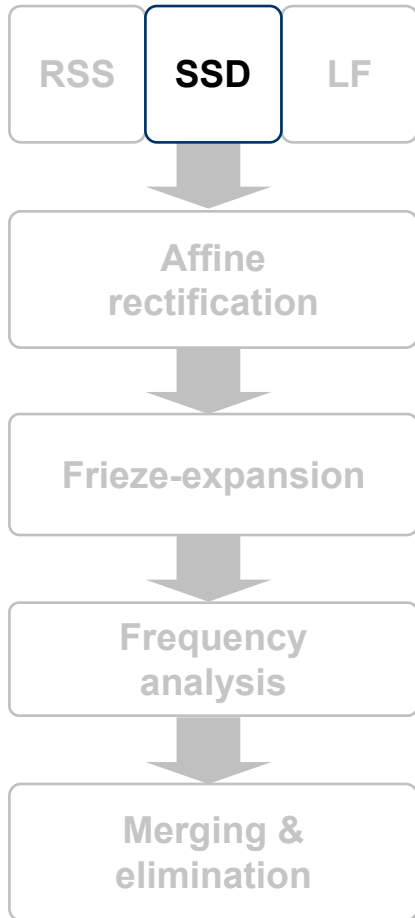 RSS SSD LF
Affine
rectification
Frieze-expansion
Frequency
analysis
Merging &
elimination